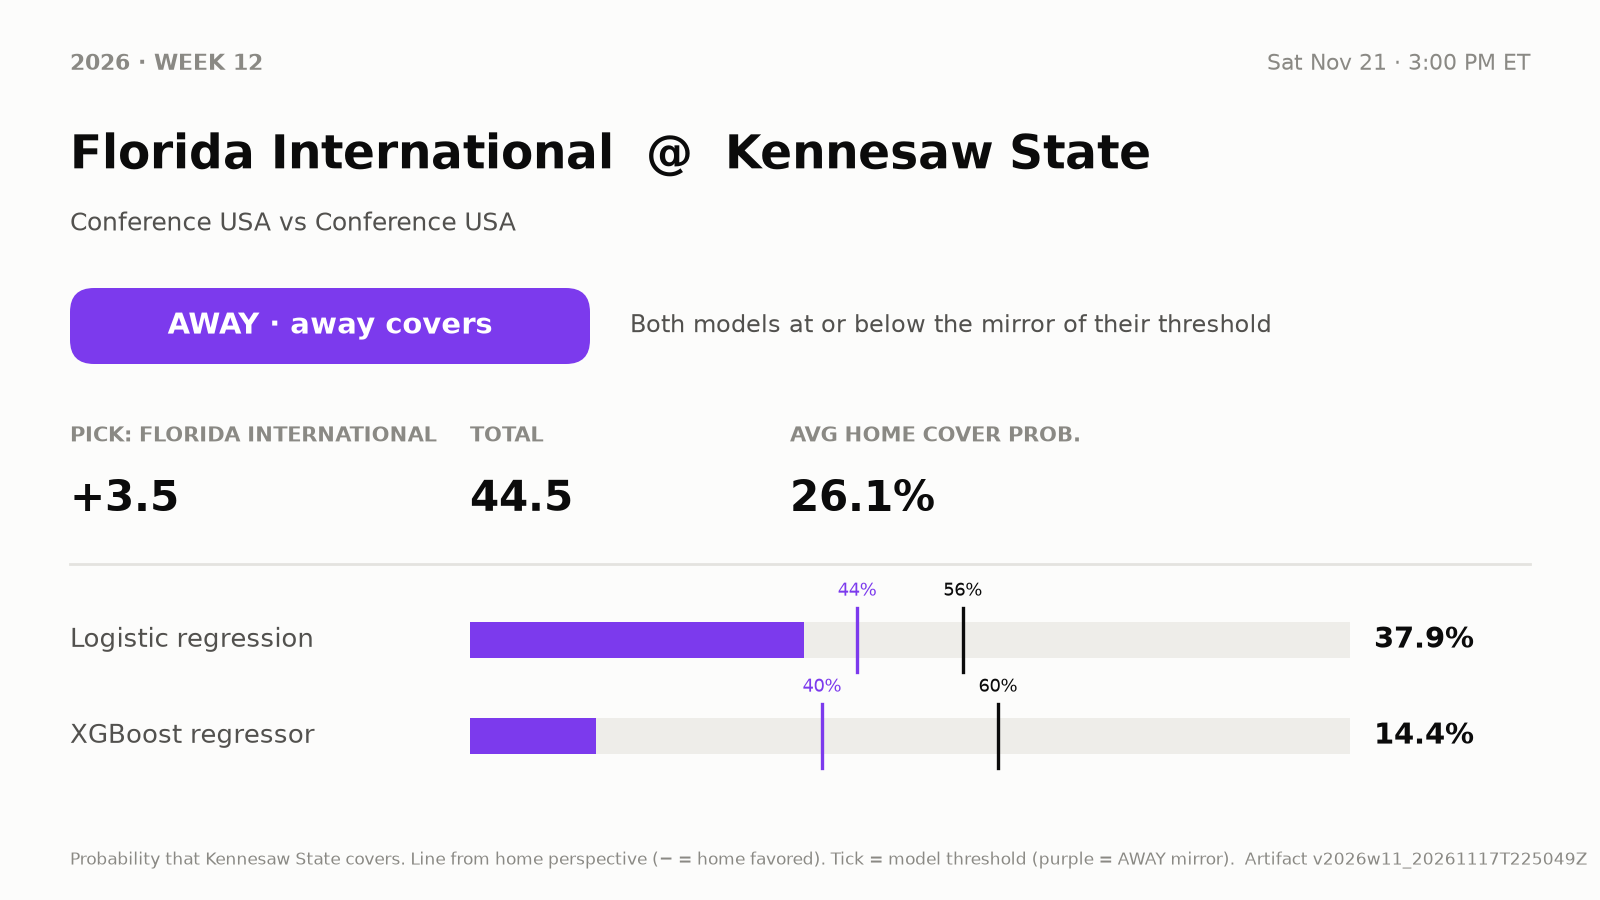 2026 · WEEK 12
Sat Nov 21 · 3:00 PM ET
Florida International @ Kennesaw State
Conference USA vs Conference USA
AWAY · away covers
Both models at or below the mirror of their threshold
PICK: FLORIDA INTERNATIONAL
TOTAL
AVG HOME COVER PROB.
+3.5
44.5
26.1%
44%
56%
Logistic regression
37.9%
40%
60%
XGBoost regressor
14.4%
Probability that Kennesaw State covers. Line from home perspective (− = home favored). Tick = model threshold (purple = AWAY mirror). Artifact v2026w11_20261117T225049Z